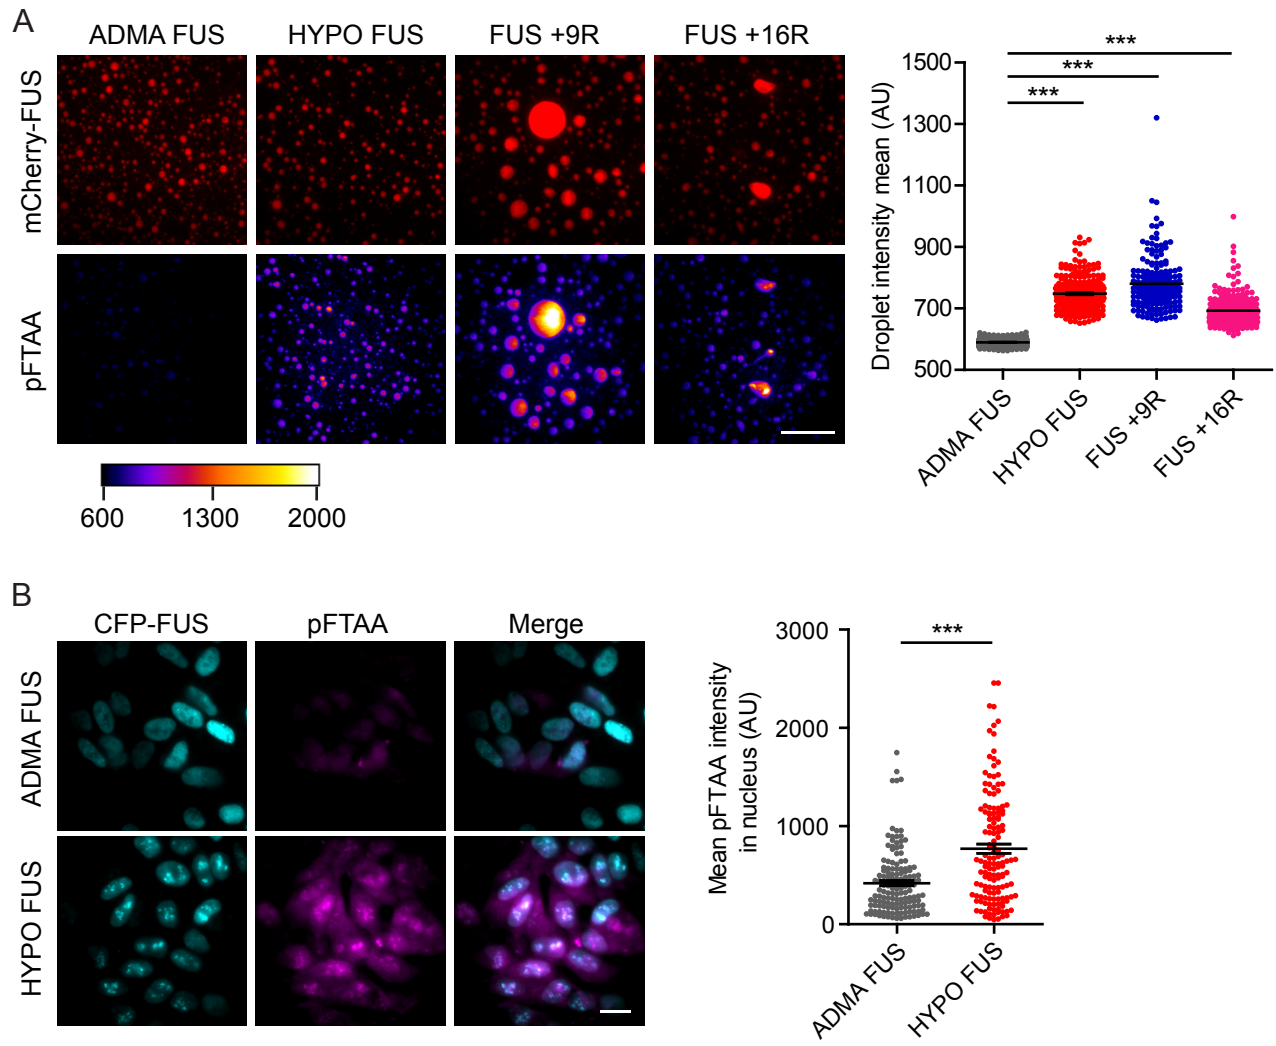 A
ADMA FUS
HYPO FUS
FUS +9R
FUS +16R
mCherry-FUS
pFTAA
600
1300
2000
Droplet intensity mean (AU)
1500
1300
1100
900
700
500
***
***
***
ADMA FUS
HYPO FUS
FUS +9R
FUS +16R
B
CFP-FUS
pFTAA
Merge
ADMA FUS
HYPO FUS
Mean pFTAA intensity
in nucleus (AU)
3000
2000
1000
0
***
ADMA FUS
HYPO FUS